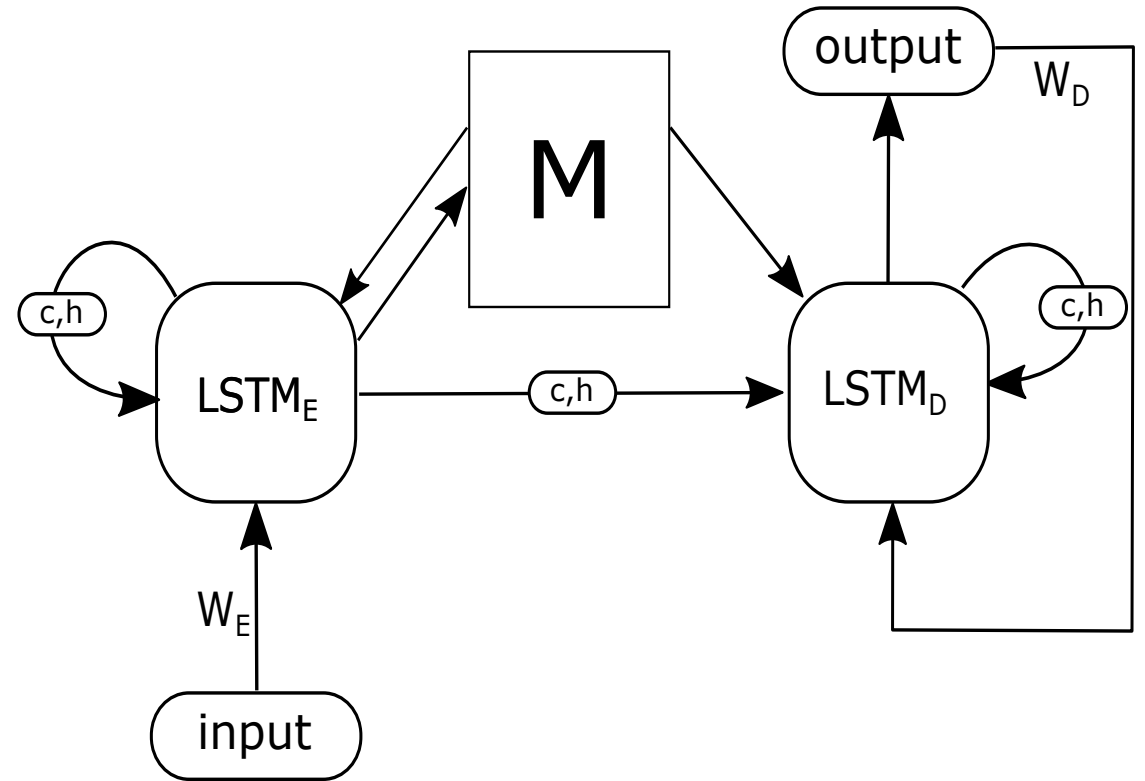 output
W_D
M
c,h
c,h
LSTM_E
c,h
LSTM_D
W_E
input